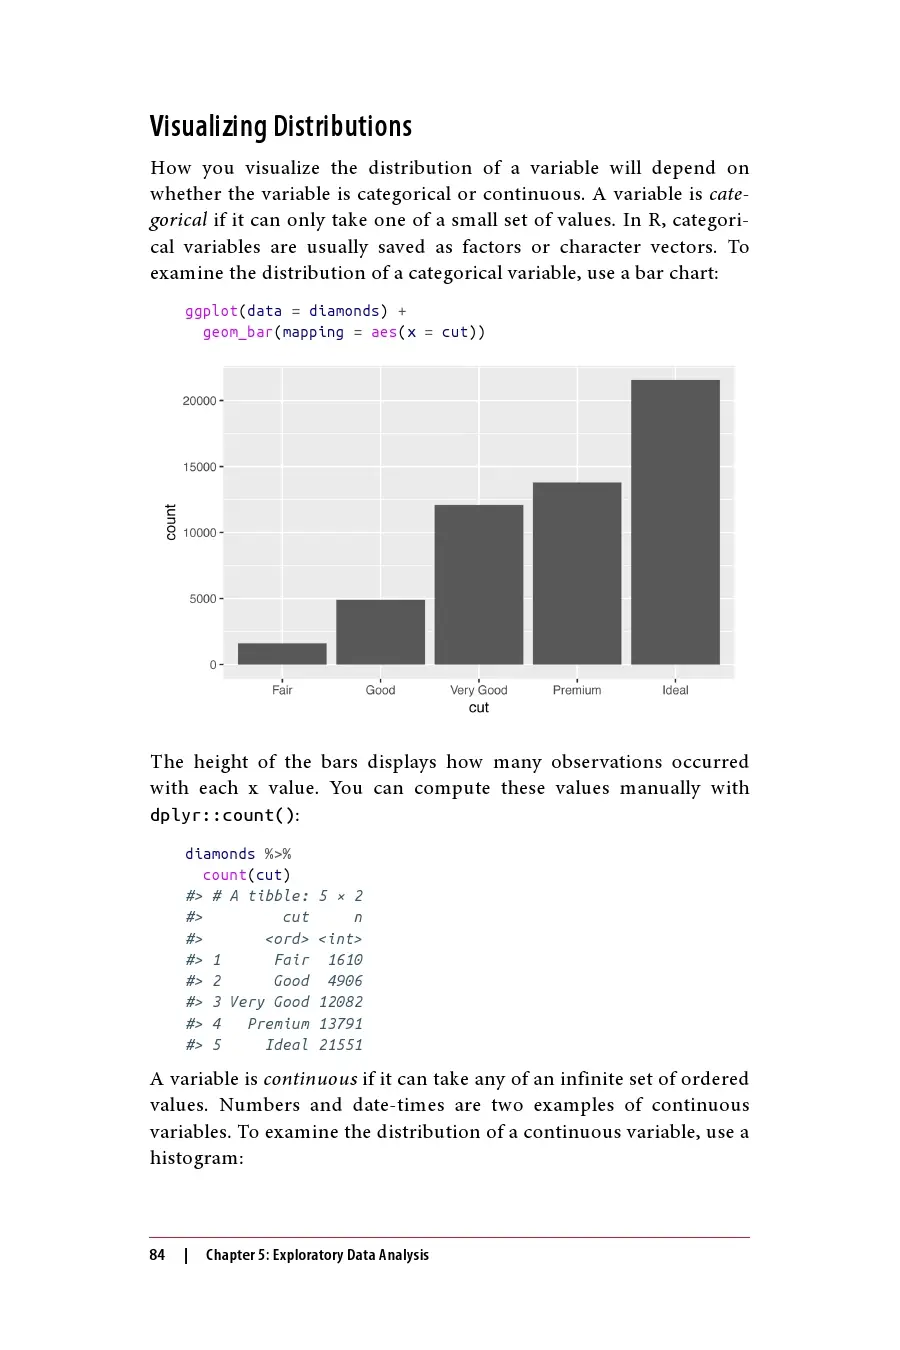 Visualizing Distributions
How you visualize the distribution of a variable will depend on
whether the variable is categorical or continuous. A variable is cate-
gorical if it can only take one of a small set of values. In R, categori-
cal variables are usually saved as factors or character vectors. To
examine the distribution of a categorical variable, use a bar chart:
ggplot(data = diamonds) +
  geom_bar(mapping = aes(x = cut))
20000
15000
10000
5000
0
count
Fair Good Very Good Premium Ideal
cut
The height of the bars displays how many observations occurred
with each x value. You can compute these values manually with
dplyr::count():
diamonds %>%
  count(cut)
#> # A tibble: 5 × 2
#>         cut     n
#>       <ord> <int>
#> 1      Fair  1610
#> 2      Good  4906
#> 3 Very Good 12082
#> 4   Premium 13791
#> 5     Ideal 21551
A variable is continuous if it can take any of an infinite set of ordered
values. Numbers and date-times are two examples of continuous
variables. To examine the distribution of a continuous variable, use a
histogram:
84 | Chapter 5: Exploratory Data Analysis